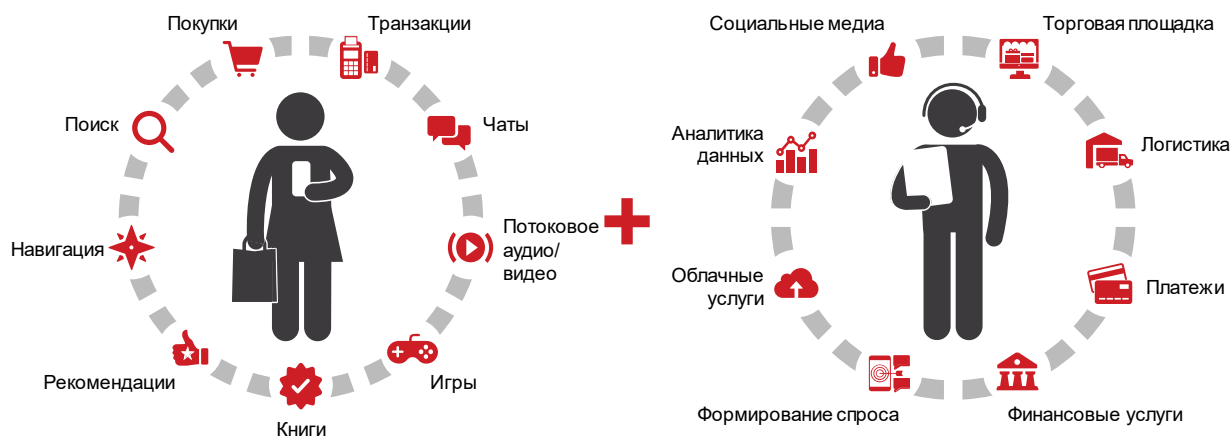 Покупки
Транзакции
Поиск
Чаты
Навигация
Потоковое
аудио/
видео
Рекомендации
Игры
Книги
Социальные медиа
Торговая площадка
Аналитика
данных
Логистика
Облачные
услуги
Платежи
Формирование спроса
Финансовые услуги